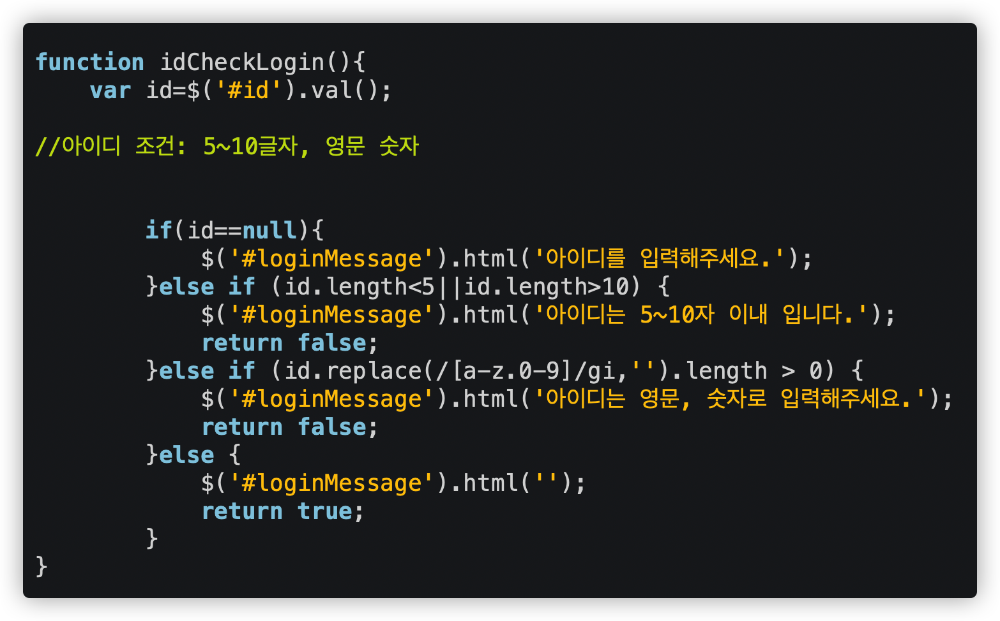 function idCheckLogin(){
    var id=$('#id').val();

//아이디 조건: 5~10글자, 영문 숫자


        if(id==null){
            $('#loginMessage').html('아이디를 입력해주세요.');
        }else if (id.length<5||id.length>10) {
            $('#loginMessage').html('아이디는 5~10자 이내 입니다.');
            return false;
        }else if (id.replace(/[a-z.0-9]/gi,'').length > 0) {
            $('#loginMessage').html('아이디는 영문, 숫자로 입력해주세요.');
            return false;
        }else {
            $('#loginMessage').html('');
            return true;
        }
}